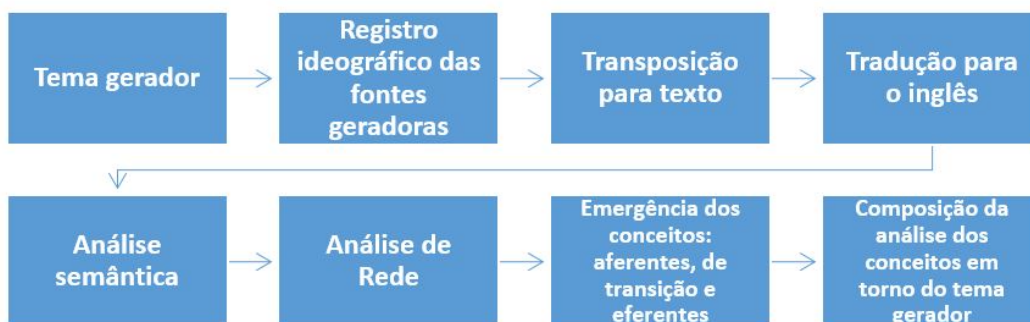 Tema gerador
Registro
ideográfico das
fontes
geradoras
Transposição
para texto
Tradução para
o inglês
Análise
semântica
Análise de
Rede
Emergência dos
conceitos:
aferentes, de
transição e
eferentes
Composição da
análise dos
conceitos em
torno do tema
gerador